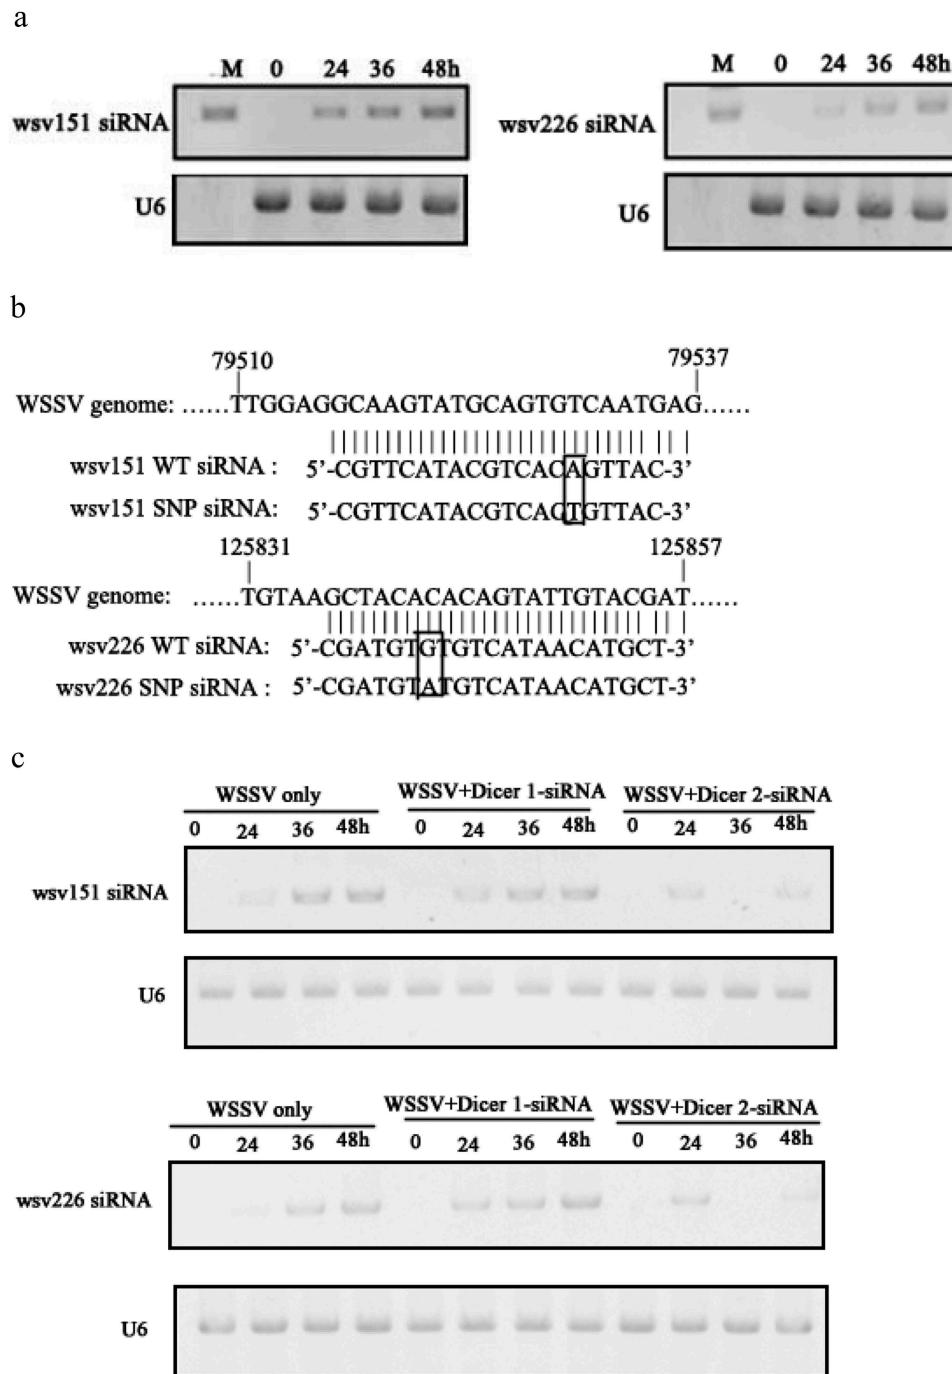 a
M 0 24 36 48h
wsv151 siRNA
U6
M 0 24 36 48h
wsv226 siRNA
U6
b
79510 79537
WSSV genome: ......TTGGAGGCAAGTATGCAGTGTCAATGAG......
wsv151 WT siRNA : 5’-CGTTCATACGTCACAGTTAC-3’
wsv151 SNP siRNA: 5’-CGTTCATACGTCAGTGTTAC-3’
125831 125857
WSSV genome: ......TGTAAGCTACACACAGTATTGTACGAT......
wsv226 WT siRNA: 5’-CGATGTGTGTCATAACATGCT-3’
wsv226 SNP siRNA : 5’-CGATGTATGTCATAACATGCT-3’
c
WSSV only WSSV+Dicer 1-siRNA WSSV+Dicer 2-siRNA
0 24 36 48h 0 24 36 48h 0 24 36 48h
wsv151 siRNA
U6
WSSV only WSSV+Dicer 1-siRNA WSSV+Dicer 2-siRNA
0 24 36 48h 0 24 36 48h 0 24 36 48h
wsv226 siRNA
U6